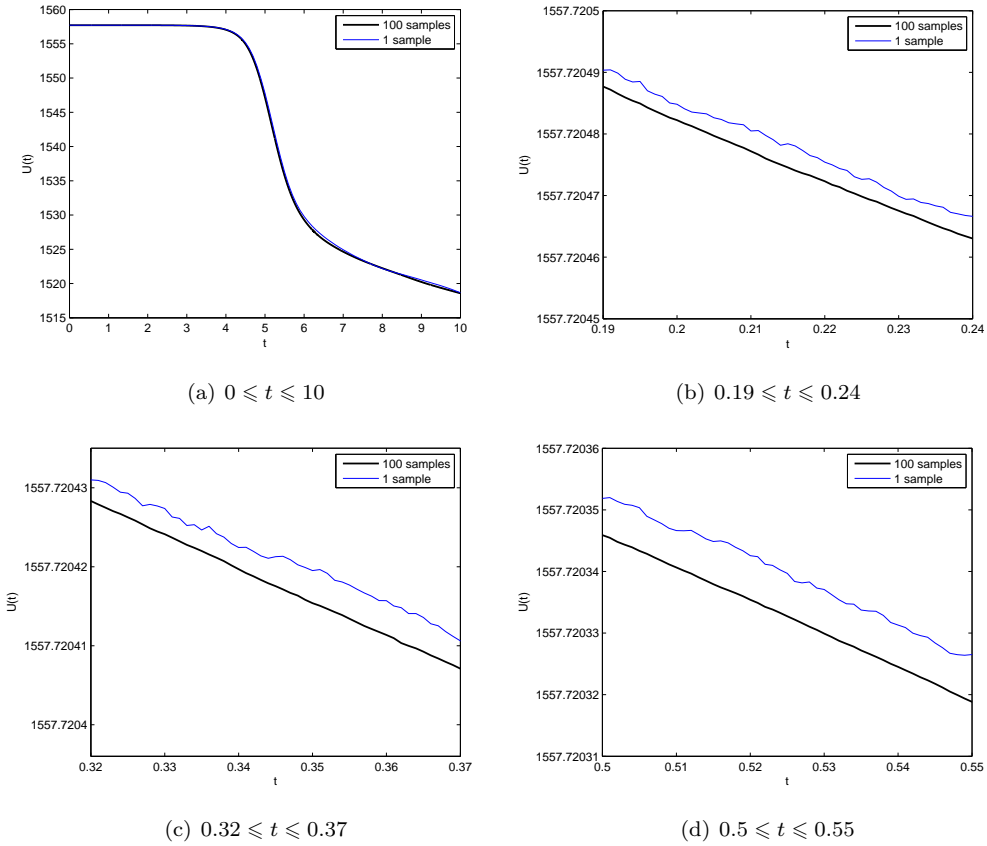 1560
1555
1550
1545
1540
1535
1530
1525
1520
1515
U(t)
0 1 2 3 4 5 6 7 8 9 10
t
100 samples
1 sample
(a) 0 ⩽ t ⩽ 10
1557.7205
1557.72049
1557.72048
1557.72047
1557.72046
1557.72045
U(t)
0.19 0.2 0.21 0.22 0.23 0.24
t
100 samples
1 sample
(b) 0.19 ⩽ t ⩽ 0.24
1557.72043
1557.72042
1557.72041
1557.7204
U(t)
0.32 0.33 0.34 0.35 0.36 0.37
t
100 samples
1 sample
(c) 0.32 ⩽ t ⩽ 0.37
1557.72036
1557.72035
1557.72034
1557.72033
1557.72032
1557.72031
U(t)
0.5 0.51 0.52 0.53 0.54 0.55
t
100 samples
1 sample
(d) 0.5 ⩽ t ⩽ 0.55